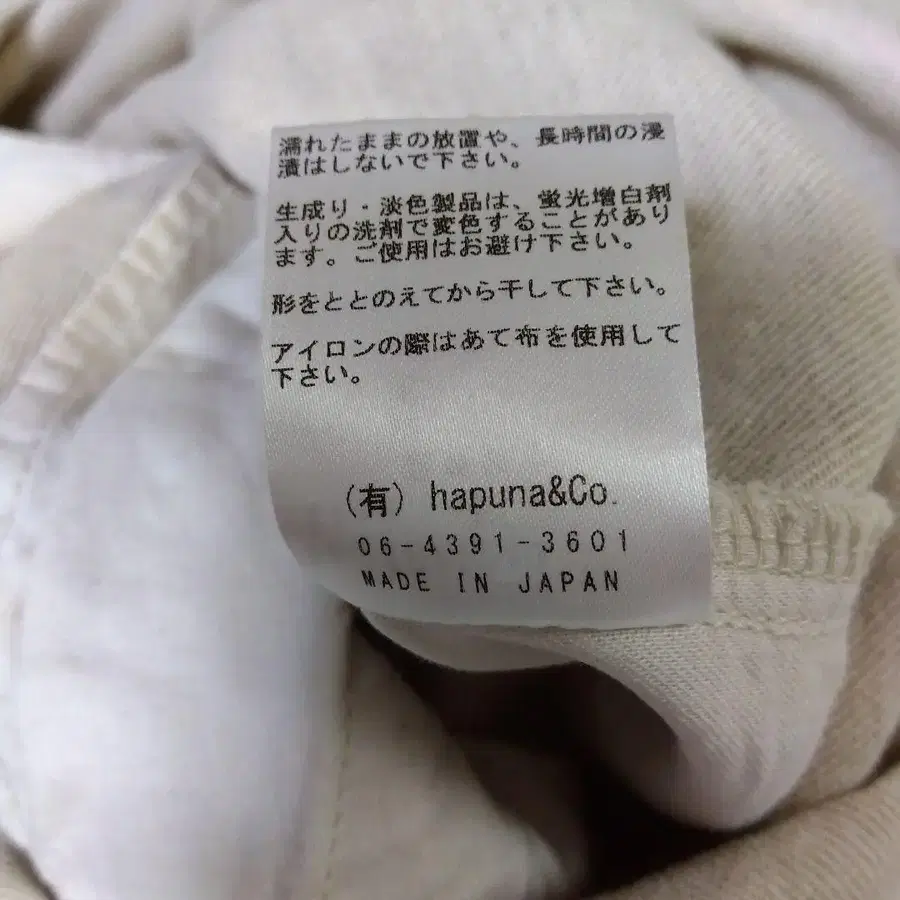 濡れたままの放置や、長時間の浸
漬はしないで下さい。
生成り・淡色製品は、蛍光増白剤
入りの洗剤で変色することがあり
ます。ご使用はお避け下さい。
形をととのえてから干して下さい。
アイロンの際はあて布を使用して
下さい。
(有) hapuna&Co.
06-4391-3601
MADE IN JAPAN